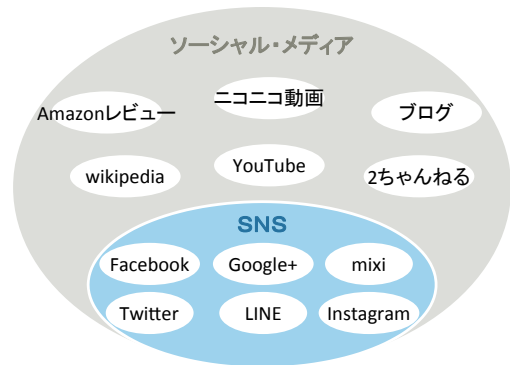 ソーシャル・メディア
Amazonレビュー
ニコニコ動画
ブログ
wikipedia
YouTube
2ちゃんねる
SNS
Facebook
Google+
mixi
Twitter
LINE
Instagram